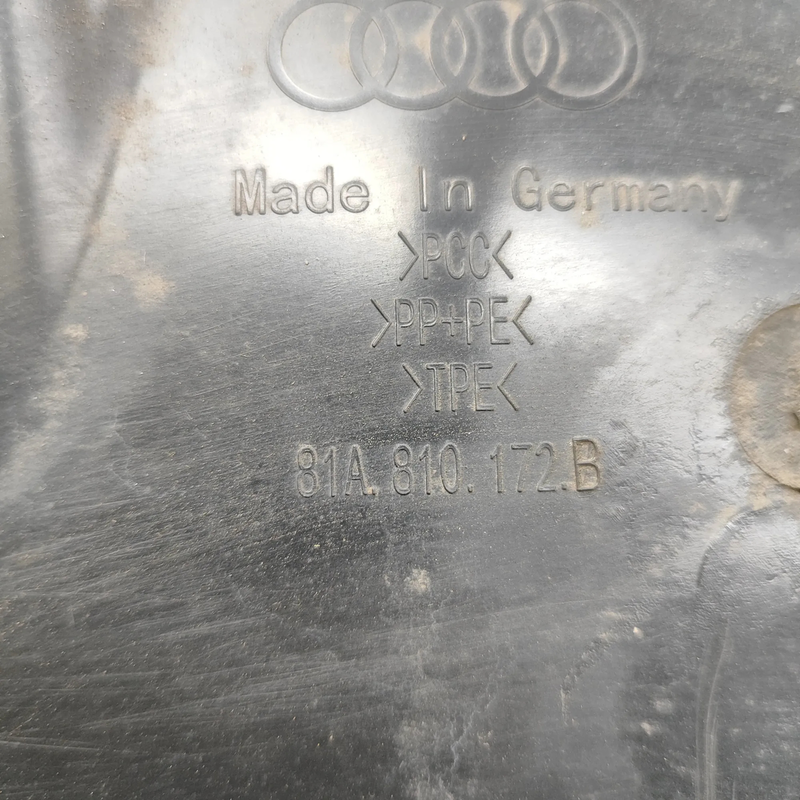 Made In Germany
>PCC<
>PP+PE<
>TPE<
81A.810.172.B